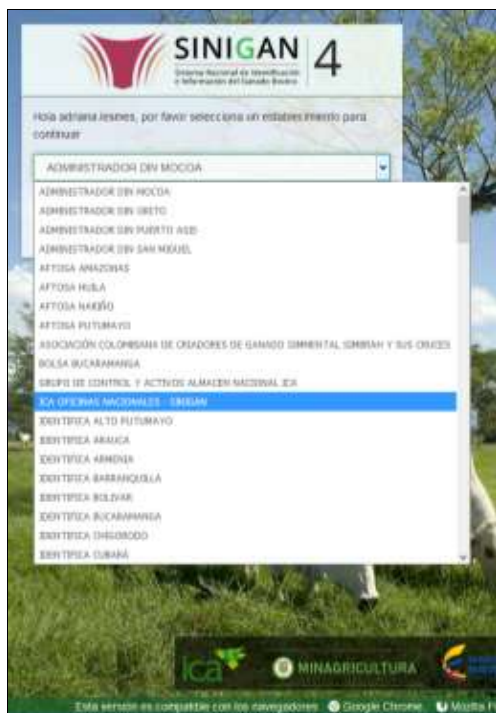 SINIGAN 4
Sistema Nacional de Identificación
e Información del Ganado Bovino
Hola adriana lesmes, por favor selecciona un establecimiento para
continuar
ADMINISTRADOR DIN MOCOA
ADMINISTRADOR DIN MOCOA
ADMINISTRADOR DIN ORITO
ADMINISTRADOR DIN PUERTO ASIS
ADMINISTRADOR DIN SAN MIGUEL
AFTOSA AMAZONAS
AFTOSA HUILA
AFTOSA NARIÑO
AFTOSA PUTUMAYO
ASOCIACIÓN COLOMBIANA DE CRIADORES DE GANADO SIMMENTAL SIMBRAH Y SUS CRUCES
BOLSA BUCARAMANGA
GRUPO DE CONTROL Y ACTIVOS ALMACEN NACIONAL ICA
ICA OFICINAS NACIONALES - SINIGAN
IDENTIFICA ALTO PUTUMAYO
IDENTIFICA ARAUCA
IDENTIFICA ARMENIA
IDENTIFICA BARRANQUILLA
IDENTIFICA BOLIVAR
IDENTIFICA BUCARAMANGA
IDENTIFICA CHIGORODO
IDENTIFICA CUBARÁ
ica
MINAGRICULTURA
Esta versión es compatible con los navegadores Google Chrome Mozilla